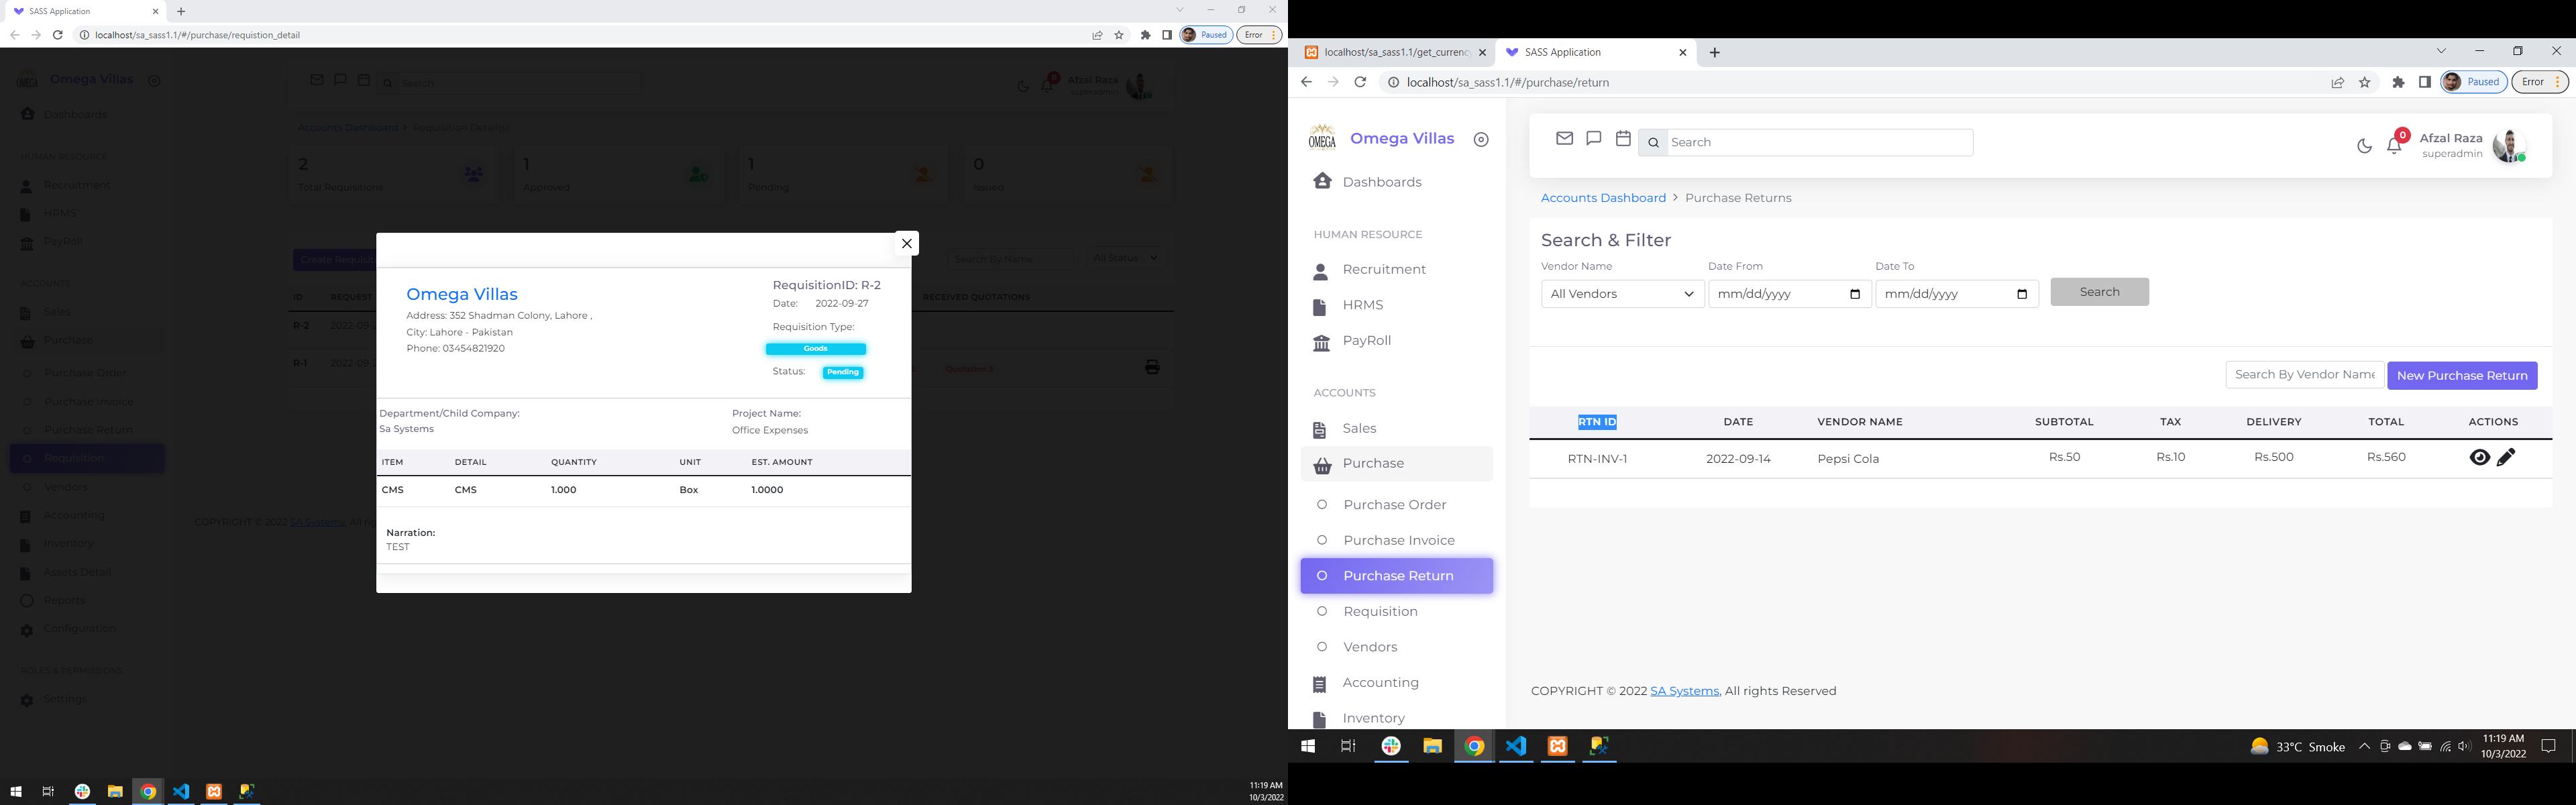 SASS Application
localhost/sa_sass1.1/#/purchase/requistion_detail
Paused
Error
OMEGA
Omega Villas
Search
Afzal Raza
superadmin
Dashboards
Accounts Dashboard > Requisition Detail(s)
HUMAN RESOURCE
2
Total Requisitions
1
Approved
1
Pending
0
Issued
Recruitment
HRMS
PayRoll
Create Requisiti
Search By Name
All Status
ACCOUNTS
ID
REQUEST
RECEIVED QUOTATIONS
Sales
R-2
2022-09-2
Purchase
R-1
2022-09-2
Purchase Order
Purchase Invoice
Purchase Return
Requisition
Vendors
Accounting
COPYRIGHT © 2022 SA Systems, All rig
Inventory
Assets Detail
Reports
Configuration
ROLES & PERMISSIONS
Settings
Omega Villas
Address: 352 Shadman Colony, Lahore ,
City: Lahore - Pakistan
Phone: 03454821920
RequisitionID: R-2
Date: 2022-09-27
Requisition Type:
Goods
Status: Pending
Department/Child Company:
Sa Systems
Project Name:
Office Expenses
ITEM DETAIL QUANTITY UNIT EST. AMOUNT
CMS CMS 1.000 Box 1.0000
Narration:
TEST
11:19 AM
10/3/2022
localhost/sa_sass1.1/get_currency
SASS Application
localhost/sa_sass1.1/#/purchase/return
Paused
Error
OMEGA
Omega Villas
Search
0
Afzal Raza
superadmin
Dashboards
HUMAN RESOURCE
Recruitment
HRMS
PayRoll
ACCOUNTS
Sales
Purchase
Purchase Order
Purchase Invoice
Purchase Return
Requisition
Vendors
Accounting
Inventory
Accounts Dashboard > Purchase Returns
Search & Filter
Vendor Name Date From Date To
All Vendors mm/dd/yyyy mm/dd/yyyy Search
Search By Vendor Name New Purchase Return
RTN ID DATE VENDOR NAME SUBTOTAL TAX DELIVERY TOTAL ACTIONS
RTN-INV-1 2022-09-14 Pepsi Cola Rs.50 Rs.10 Rs.500 Rs.560
COPYRIGHT © 2022 SA Systems, All rights Reserved
33°C Smoke
11:19 AM
10/3/2022